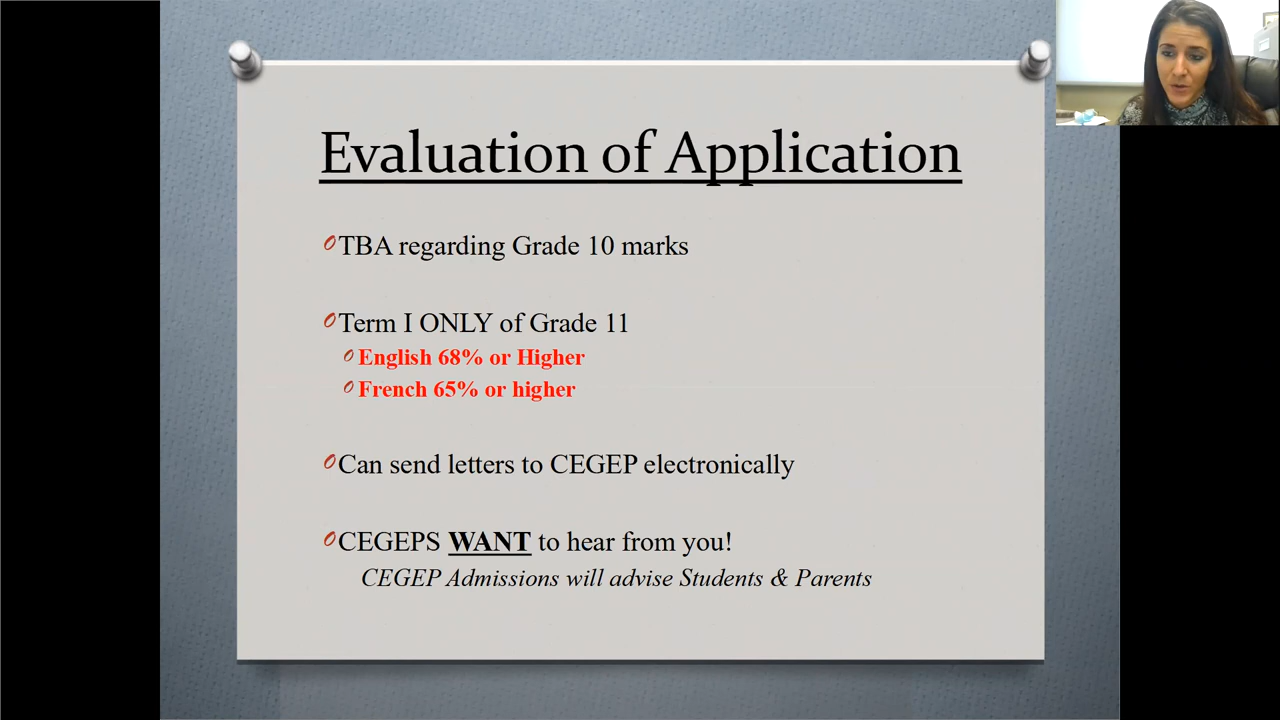 Evaluation of Application
TBA regarding Grade 10 marks
Term I ONLY of Grade 11
English 68% or Higher
French 65% or higher
Can send letters to CEGEP electronically
CEGEPS WANT to hear from you!
CEGEP Admissions will advise Students & Parents